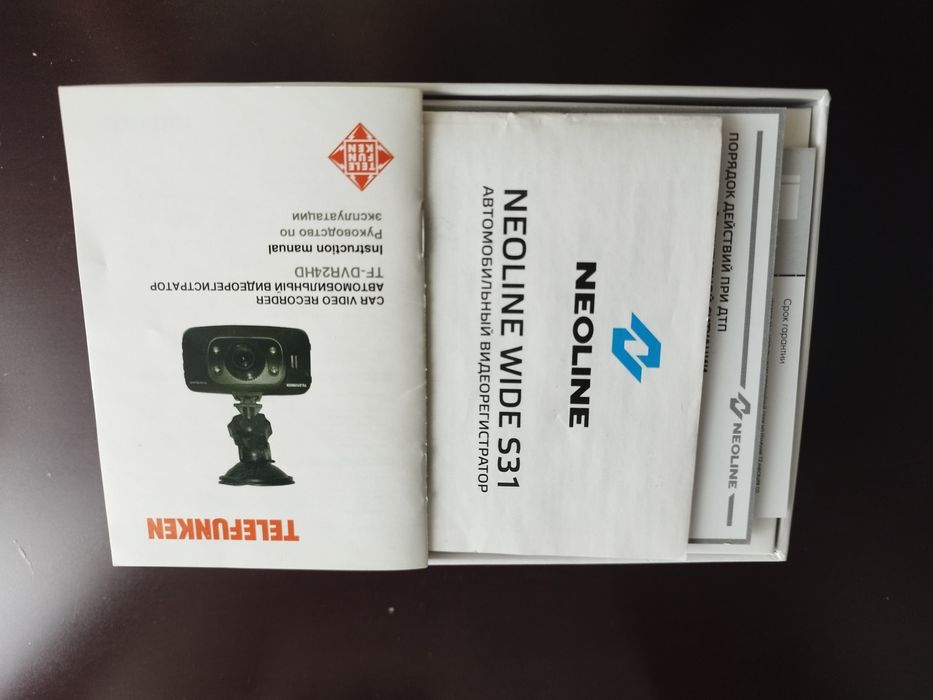 TELEFUNKEN
CAR VIDEO RECORDER
АВТОМОБИЛЬНЫЙ ВИДЕОРЕГИСТРАТОР
TF-DVR24HD
Instruction manual
Руководство по
эксплуатации
TELE
FUN
KEN
TELEFUNKEN
NEOLINE
NEOLINE WIDE S31
АВТОМОБИЛЬНЫЙ ВИДЕОРЕГИСТРАТОР
ПОРЯДОК ДЕЙСТВИЙ ПРИ ДТП
NEOLINE
Срок гарантии